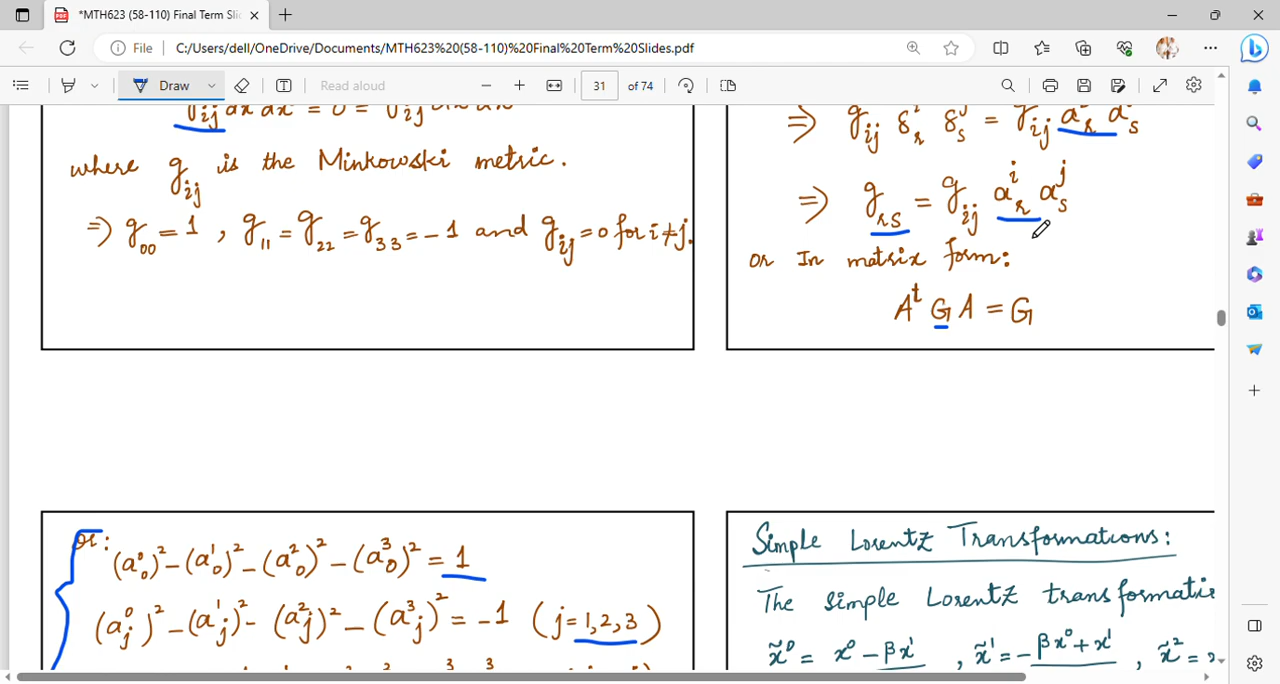 *MTH623 (58-110) Final Term Slic
File
C:/Users/dell/OneDrive/Documents/MTH623%20(58-110)%20Final%20Term%20Slides.pdf
Draw
Read aloud
31 of 74
where g_ij is the Minkowski metric.
⇒ g_00 = 1 , g_11 = g_22 = g_33 = -1 and g_ij = 0 for i ≠ j.
⇒ g_ij δ^i_r δ^j_s = g_ij a^i_r a^j_s
⇒ g_rs = g_ij a^i_r a^j_s
or In matrix form:
A^t G A = G
or:
(a^0_0)^2 - (a^1_0)^2 - (a^2_0)^2 - (a^3_0)^2 = 1
(a^0_j)^2 - (a^1_j)^2 - (a^2_j)^2 - (a^3_j)^2 = -1 (j = 1,2,3)
Simple Lorentz Transformations:
The simple Lorentz transformatio
x̃^0 = x^0 - βx^1 , x̃^1 = - βx^0 + x^1 , x̃^2 =